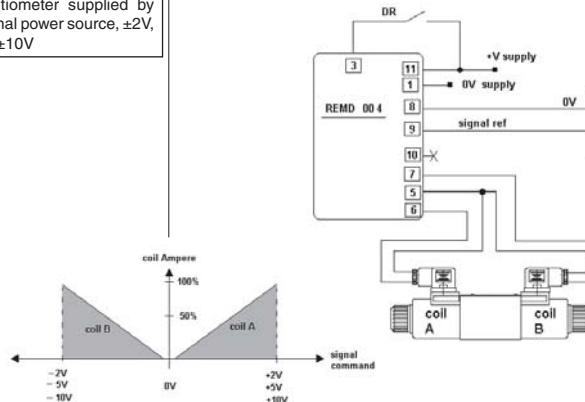 tiometer supplied by
nal power source, ±2V,
±10V
DR
3
11
+V supply
1
0V supply
REMD 00 4
8
0V
9
signal ref
10
7
5
6
coil Ampere
100%
50%
coil B
coil A
signal
command
-2V
-5V
-10V
0V
+2V
+5V
+10V
coil
A
coil
B